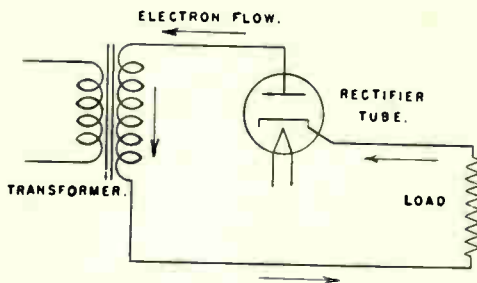 ELECTRON FLOW.
RECTIFIER
TUBE.
TRANSFORMER.
LOAD